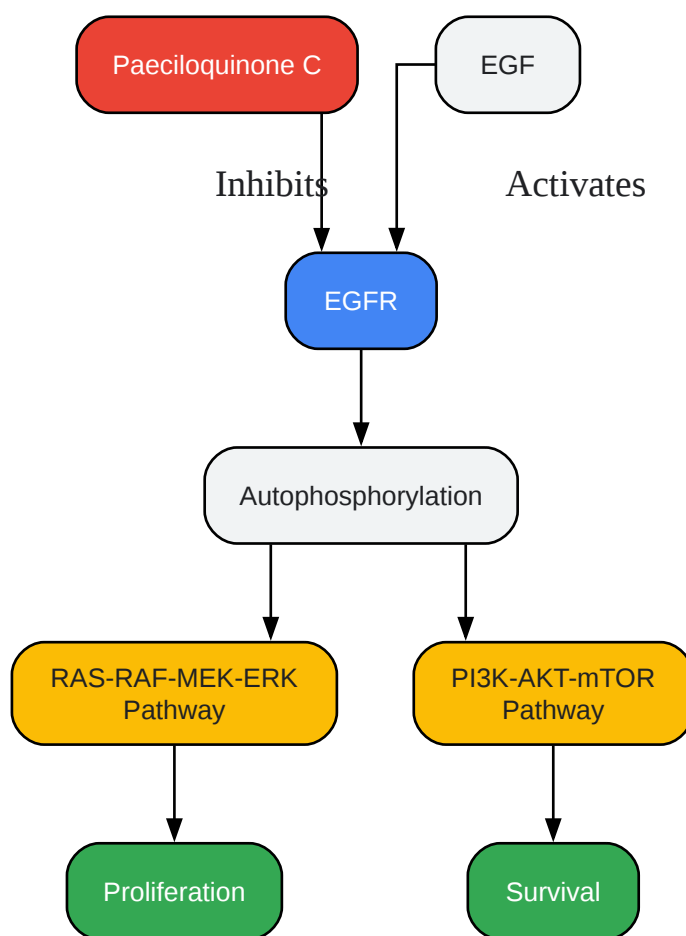 Paeciloquinone C
EGF
Inhibits
Activates
EGFR
Autophosphorylation
RAS-RAF-MEK-ERK
Pathway
PI3K-AKT-mTOR
Pathway
Proliferation
Survival